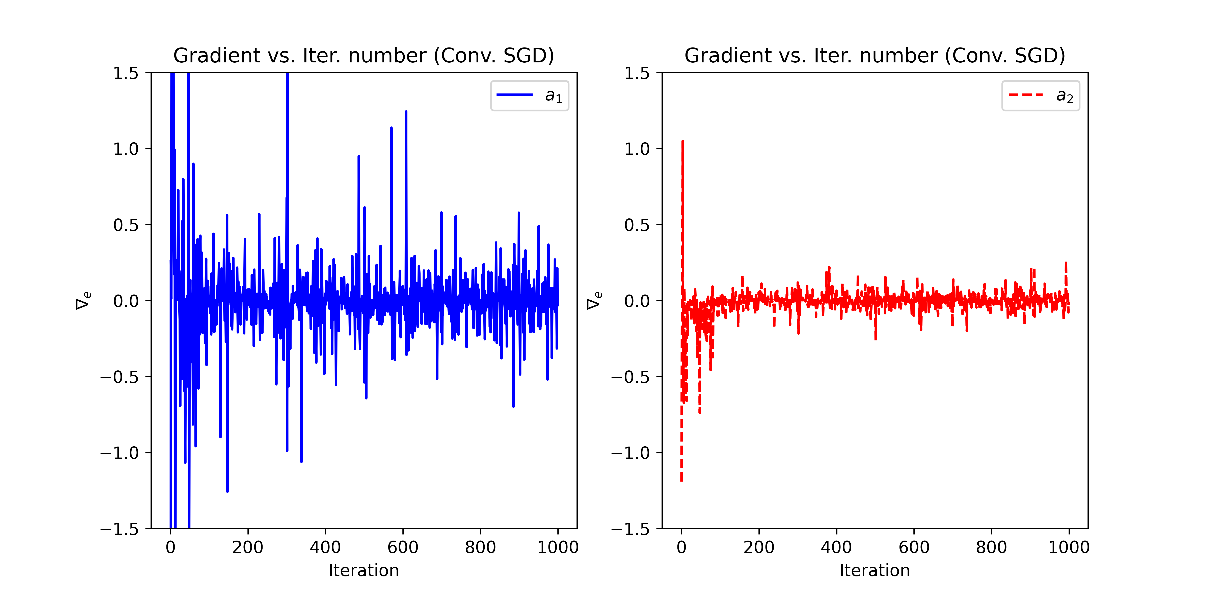 Gradient vs. Iter. number (Conv. SGD)
a₁
1.5
1.0
0.5
0.0
−0.5
−1.0
−1.5
∇ₑ
0 200 400 600 800 1000
Iteration
Gradient vs. Iter. number (Conv. SGD)
a₂
1.5
1.0
0.5
0.0
−0.5
−1.0
−1.5
∇ₑ
0 200 400 600 800 1000
Iteration